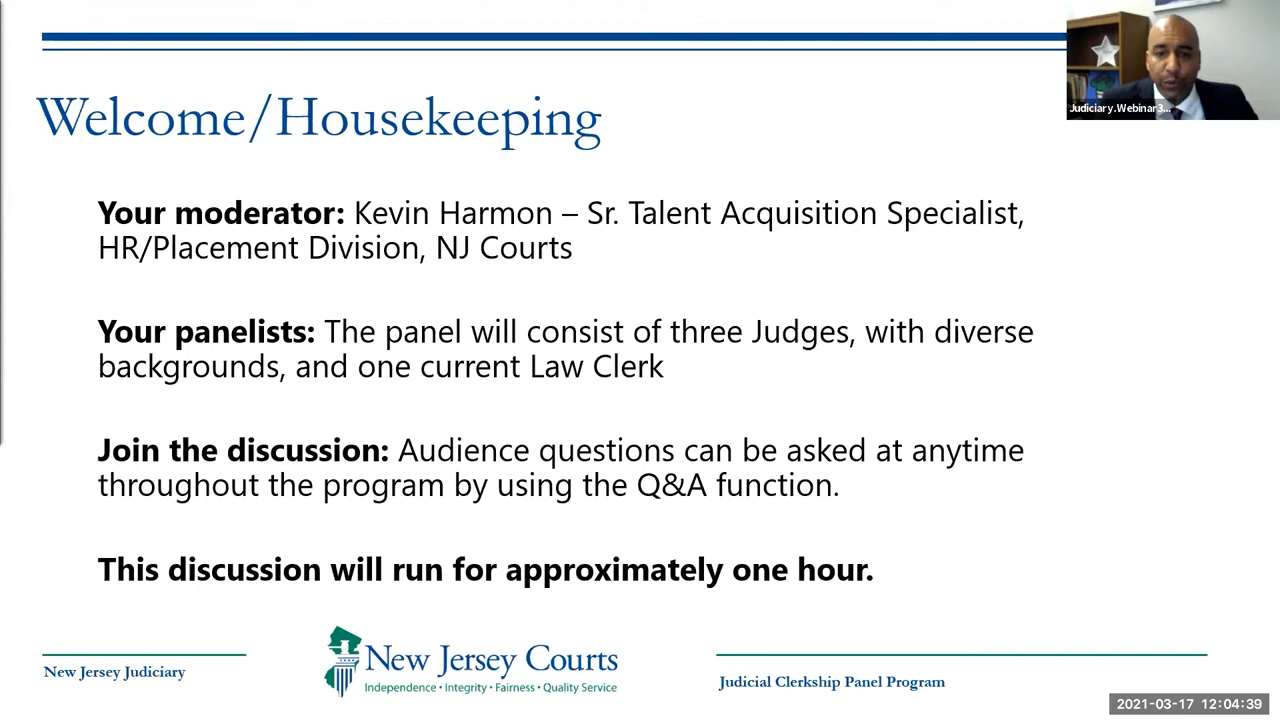 Welcome/Housekeeping
Judiciary.Webinar3...
Your moderator: Kevin Harmon – Sr. Talent Acquisition Specialist,
HR/Placement Division, NJ Courts
Your panelists: The panel will consist of three Judges, with diverse
backgrounds, and one current Law Clerk
Join the discussion: Audience questions can be asked at anytime
throughout the program by using the Q&A function.
This discussion will run for approximately one hour.
New Jersey Judiciary
New Jersey Courts
Independence • Integrity • Fairness • Quality Service
Judicial Clerkship Panel Program
2021-03-17 12:04:39